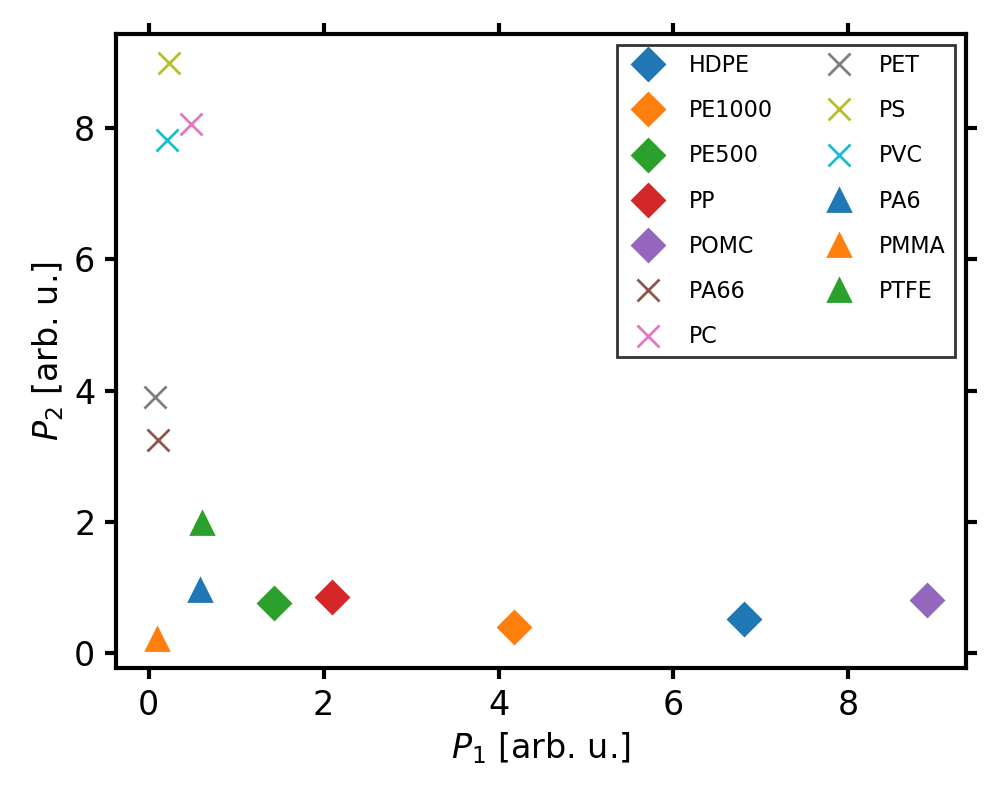 HDPE
PE1000
PE500
PP
POMC
PA66
PC
PET
PS
PVC
PA6
PMMA
PTFE
8
6
4
2
0
P₂ [arb. u.]
0 2 4 6 8
P₁ [arb. u.]